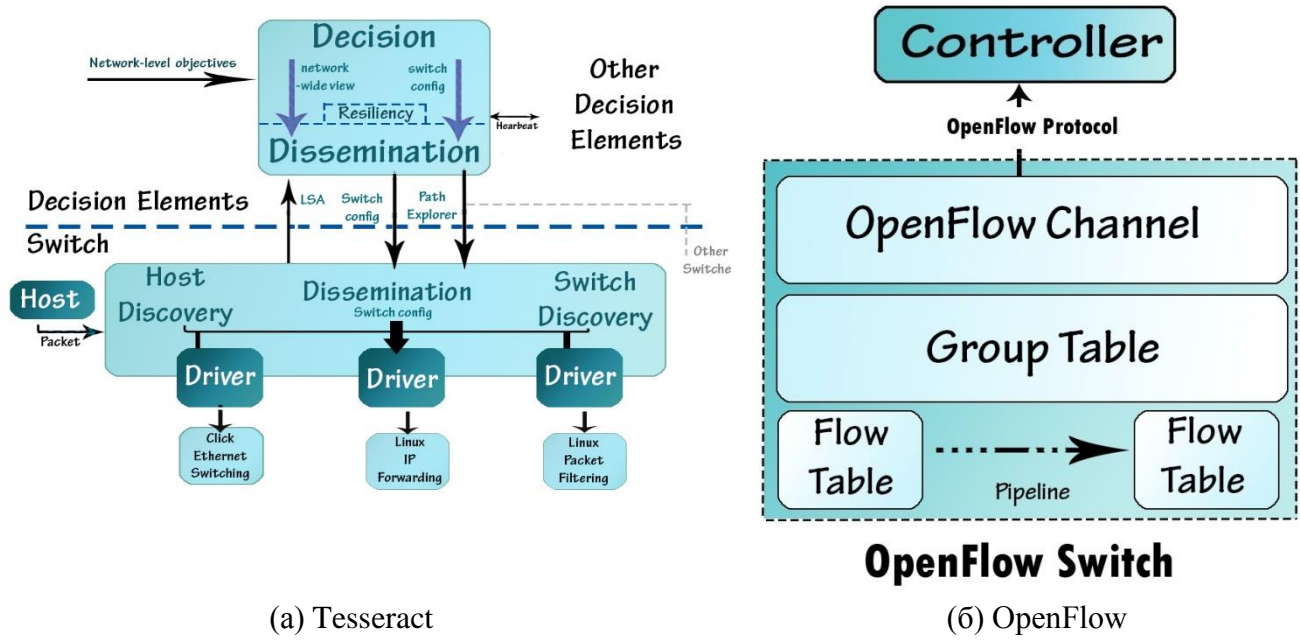 Decision
Network-level objectives
network
-wide view
switch
config
Resiliency
Dissemination
Hearbeat
Other
Decision
Elements
Decision Elements
LSA
Switch
config
Path
Explorer
Switch
Other
Switche
Host
Packet
Host
Discovery
Dissemination
Switch config
Switch
Discovery
Driver
Driver
Driver
Click
Ethernet
Switching
Linux
IP
Forwarding
Linux
Packet
Filtering
(a) Tesseract
Controller
OpenFlow Protocol
OpenFlow Channel
Group Table
Flow
Table
Pipeline
Flow
Table
OpenFlow Switch
(б) OpenFlow